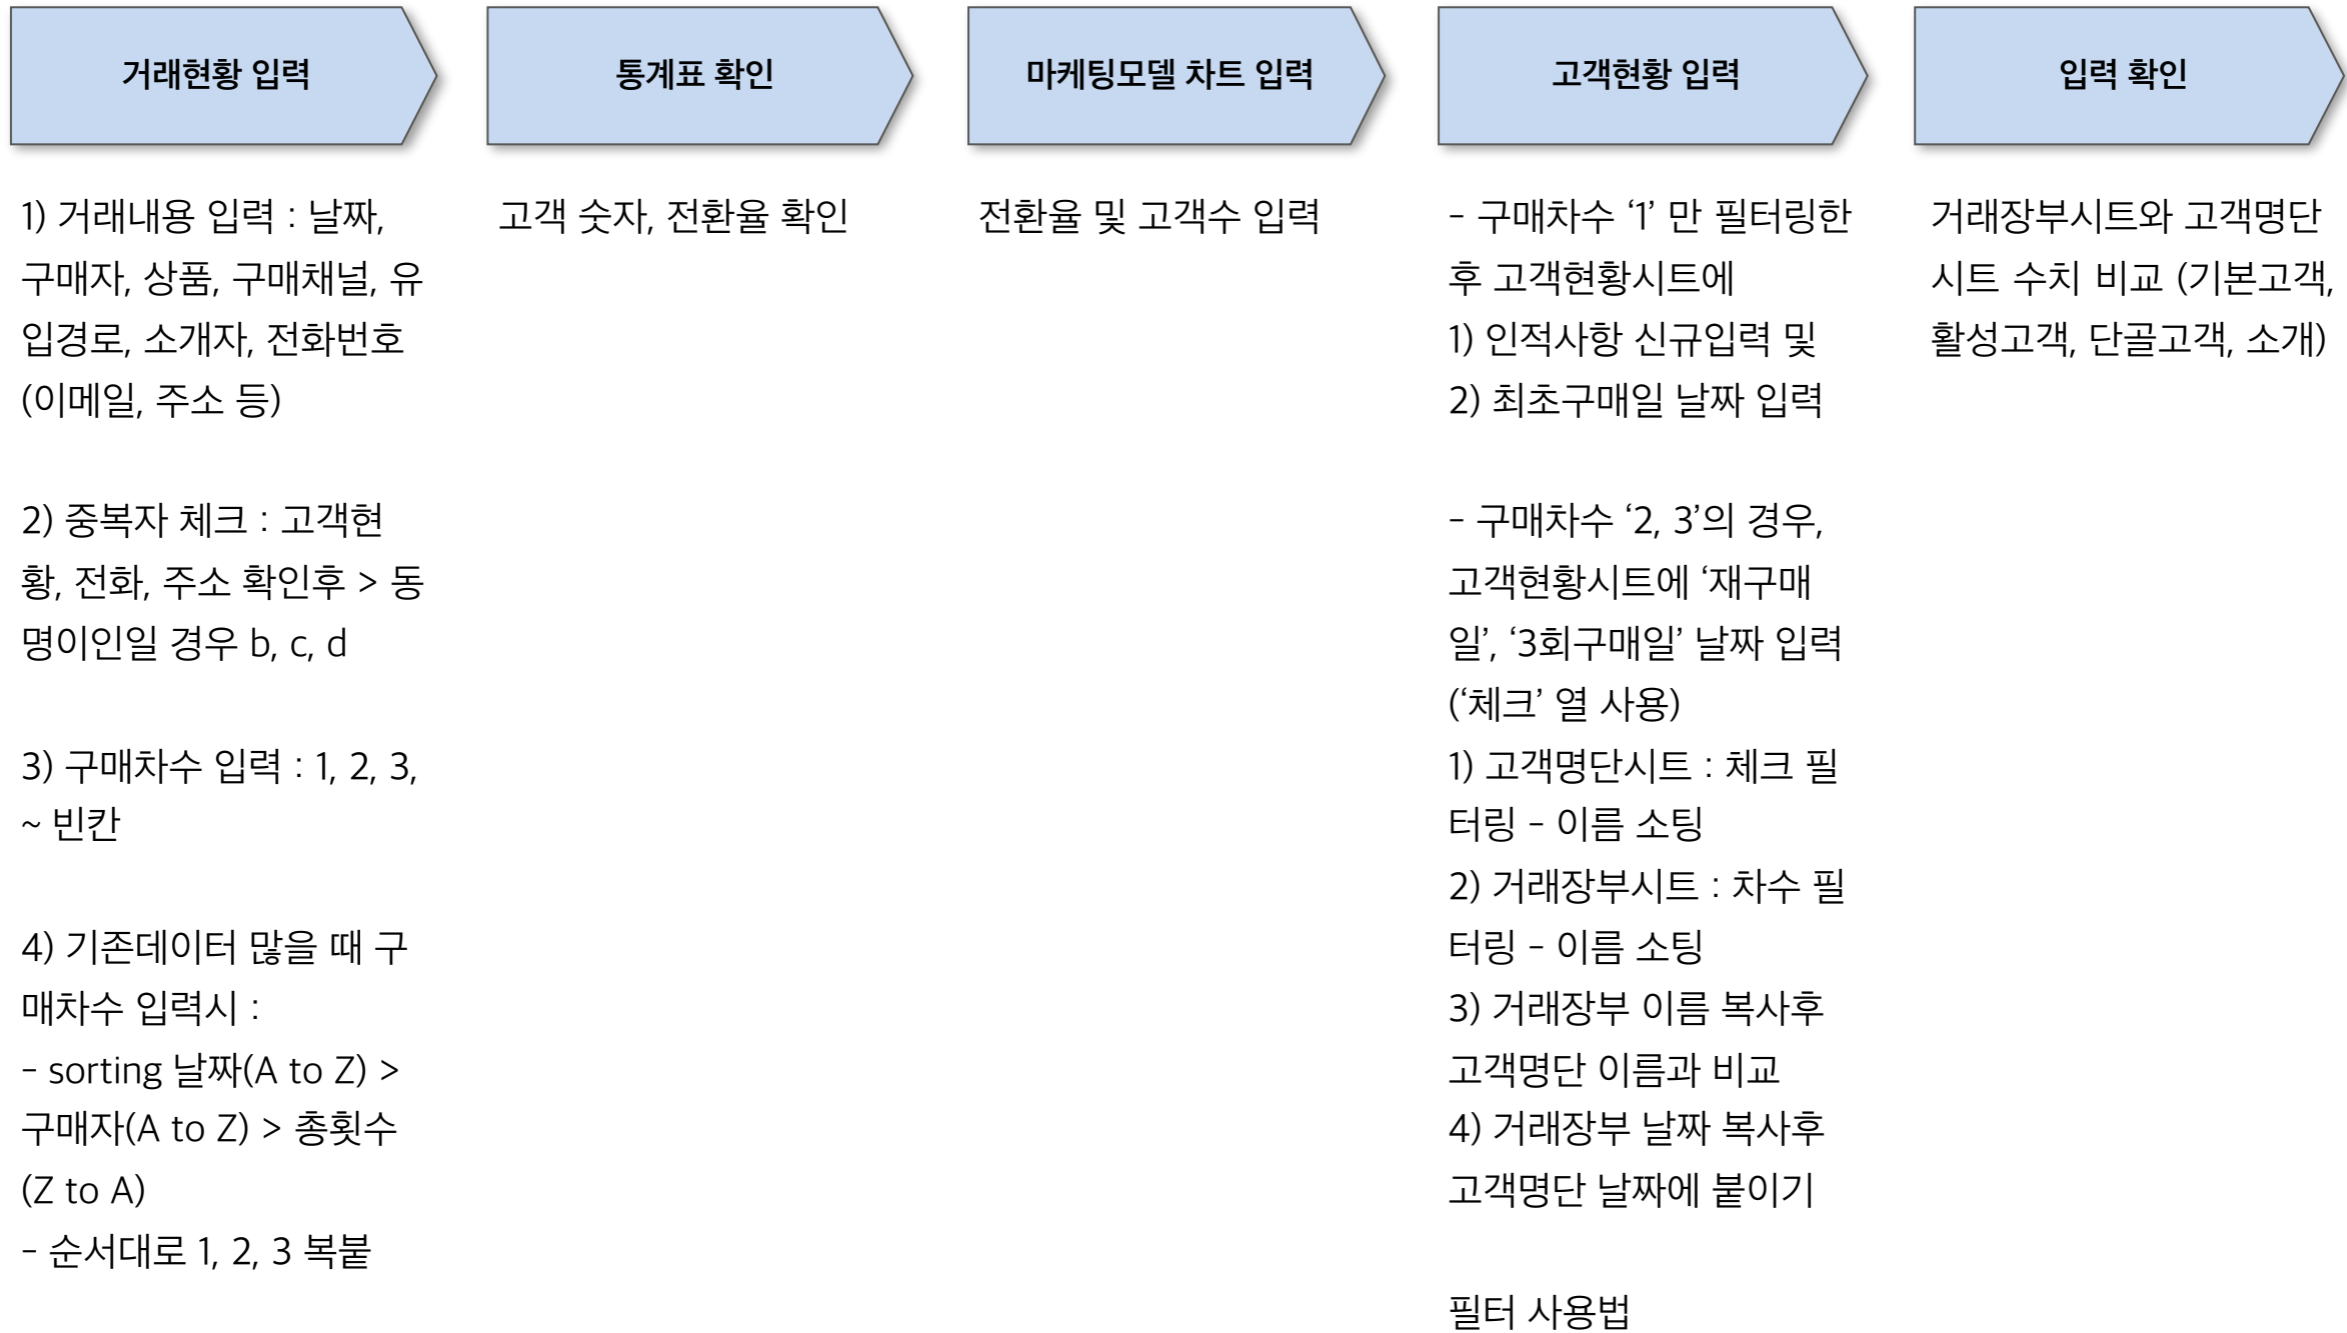 거래현황 입력
통계표 확인
마케팅모델 차트 입력
고객현황 입력
입력 확인
1) 거래내용 입력 : 날짜,
구매자, 상품, 구매채널, 유
입경로, 소개자, 전화번호
(이메일, 주소 등)
2) 중복자 체크 : 고객현
황, 전화, 주소 확인후 > 동
명이인일 경우 b, c, d
3) 구매차수 입력 : 1, 2, 3,
~ 빈칸
4) 기존데이터 많을 때 구
매차수 입력시 :
- sorting 날짜(A to Z) >
구매자(A to Z) > 총횟수
(Z to A)
- 순서대로 1, 2, 3 복붙
고객 숫자, 전환율 확인
전환율 및 고객수 입력
- 구매차수 ‘1’ 만 필터링한
후 고객현황시트에
1) 인적사항 신규입력 및
2) 최초구매일 날짜 입력
- 구매차수 ‘2, 3’의 경우,
고객현황시트에 ‘재구매
일’, ‘3회구매일’ 날짜 입력
(‘체크’ 열 사용)
1) 고객명단시트 : 체크 필
터링 - 이름 소팅
2) 거래장부시트 : 차수 필
터링 - 이름 소팅
3) 거래장부 이름 복사후
고객명단 이름과 비교
4) 거래장부 날짜 복사후
고객명단 날짜에 붙이기
필터 사용법
거래장부시트와 고객명단
시트 수치 비교 (기본고객,
활성고객, 단골고객, 소개)